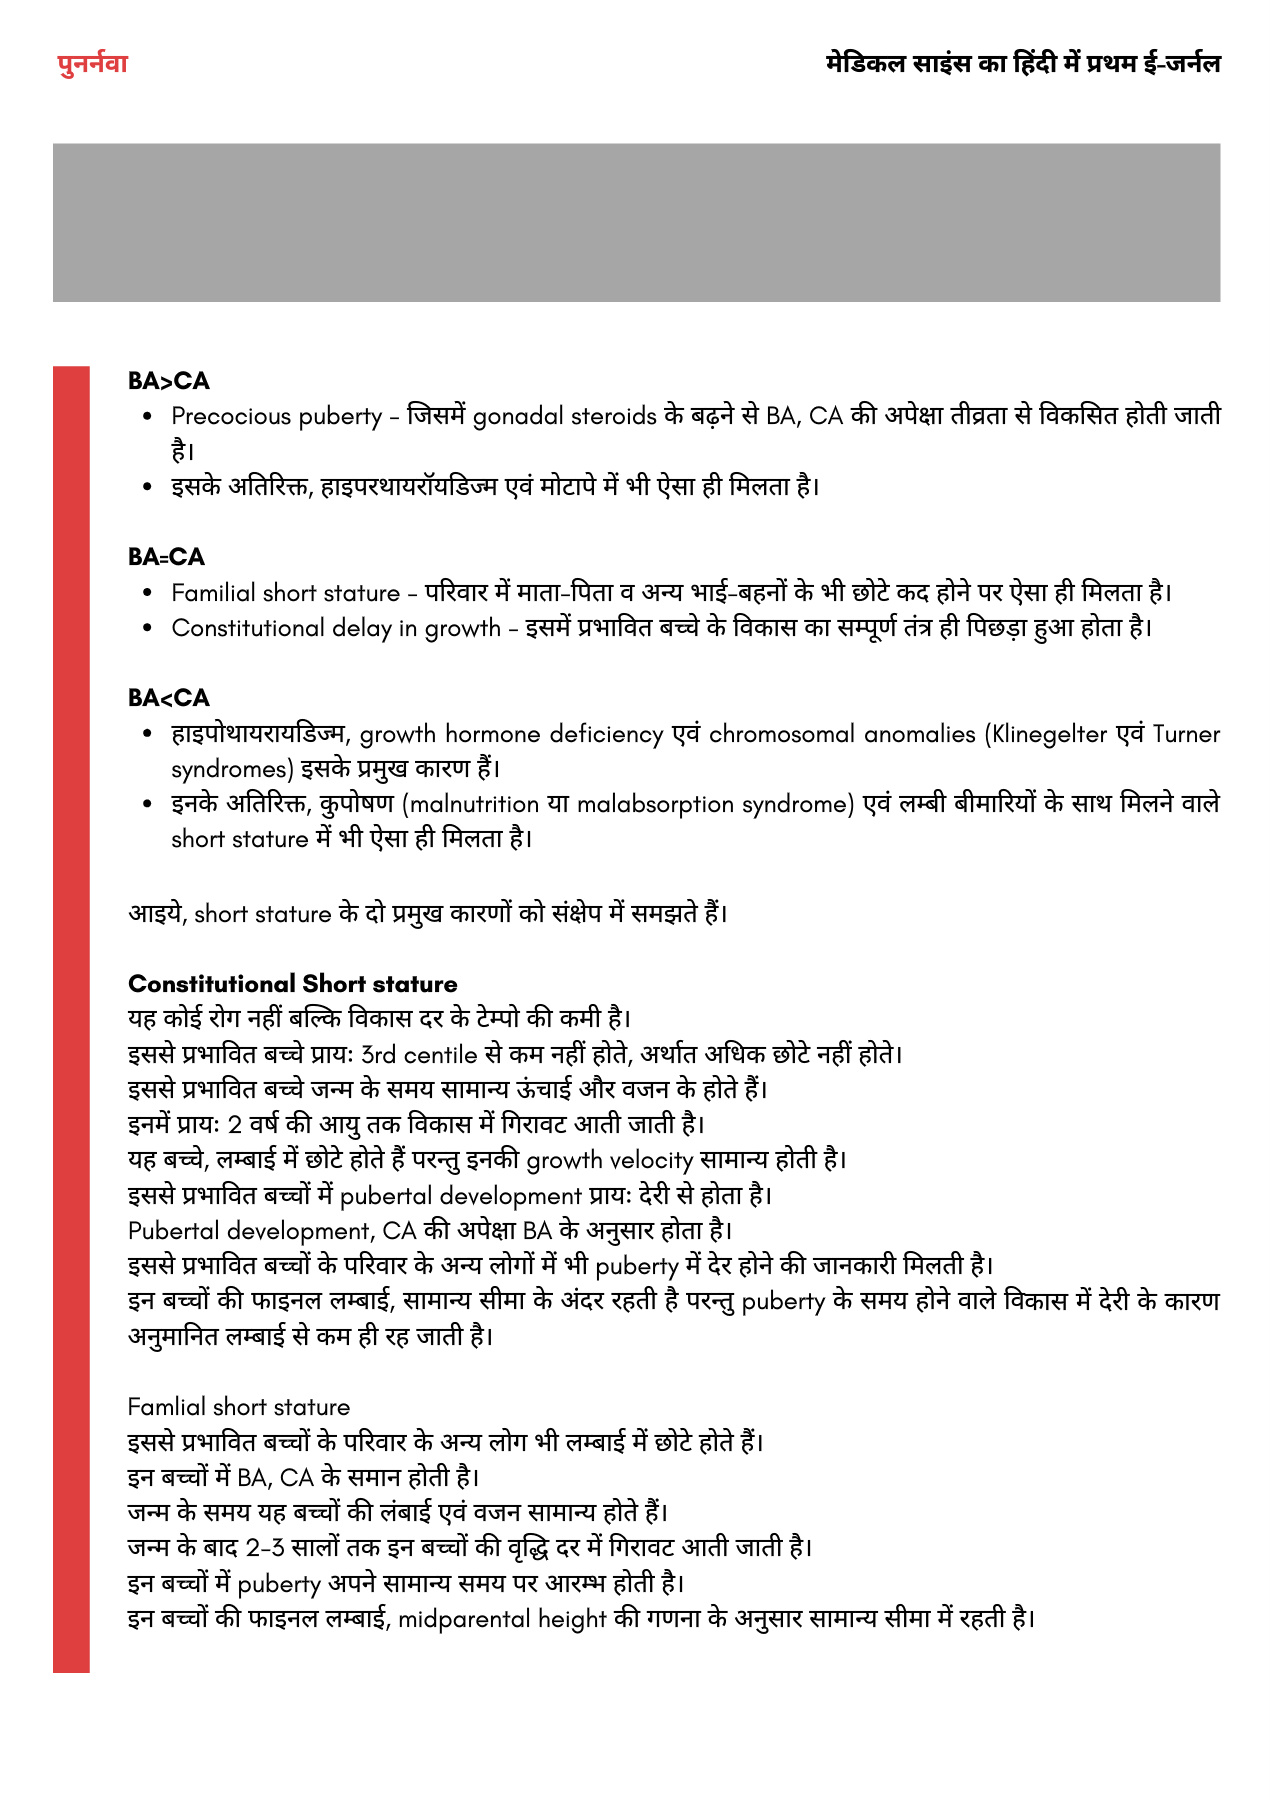 पुनर्नवा
मेडिकल साइंस का हिंदी में प्रथम ई-जर्नल
BA>CA
• Precocious puberty - जिसमें gonadal steroids के बढ़ने से BA, CA की अपेक्षा तीव्रता से विकसित होती जाती
है।
• इसके अतिरिक्त, हाइपरथायरॉयडिज्म एवं मोटापे में भी ऐसा ही मिलता है।
BA=CA
• Familial short stature - परिवार में माता-पिता व अन्य भाई-बहनों के भी छोटे कद होने पर ऐसा ही मिलता है।
• Constitutional delay in growth - इसमें प्रभावित बच्चे के विकास का सम्पूर्ण तंत्र ही पिछड़ा हुआ होता है।
BA<CA
• हाइपोथायरायडिज्म, growth hormone deficiency एवं chromosomal anomalies (Klinegelter एवं Turner
syndromes) इसके प्रमुख कारण हैं।
• इनके अतिरिक्त, कुपोषण (malnutrition या malabsorption syndrome) एवं लम्बी बीमारियों के साथ मिलने वाले
short stature में भी ऐसा ही मिलता है।
आइये, short stature के दो प्रमुख कारणों को संक्षेप में समझते हैं।
Constitutional Short stature
यह कोई रोग नहीं बल्कि विकास दर के टेम्पो की कमी है।
इससे प्रभावित बच्चे प्रायः 3rd centile से कम नहीं होते, अर्थात अधिक छोटे नहीं होते।
इससे प्रभावित बच्चे जन्म के समय सामान्य ऊंचाई और वजन के होते हैं।
इनमें प्रायः 2 वर्ष की आयु तक विकास में गिरावट आती जाती है।
यह बच्चे, लम्बाई में छोटे होते हैं परन्तु इनकी growth velocity सामान्य होती है।
इससे प्रभावित बच्चों में pubertal development प्रायः देरी से होता है।
Pubertal development, CA की अपेक्षा BA के अनुसार होता है।
इससे प्रभावित बच्चों के परिवार के अन्य लोगों में भी puberty में देर होने की जानकारी मिलती है।
इन बच्चों की फाइनल लम्बाई, सामान्य सीमा के अंदर रहती है परन्तु puberty के समय होने वाले विकास में देरी के कारण
अनुमानित लम्बाई से कम ही रह जाती है।
Famlial short stature
इससे प्रभावित बच्चों के परिवार के अन्य लोग भी लम्बाई में छोटे होते हैं।
इन बच्चों में BA, CA के समान होती है।
जन्म के समय यह बच्चों की लंबाई एवं वजन सामान्य होते हैं।
जन्म के बाद 2-3 सालों तक इन बच्चों की वृद्धि दर में गिरावट आती जाती है।
इन बच्चों में puberty अपने सामान्य समय पर आरम्भ होती है।
इन बच्चों की फाइनल लम्बाई, midparental height की गणना के अनुसार सामान्य सीमा में रहती है।